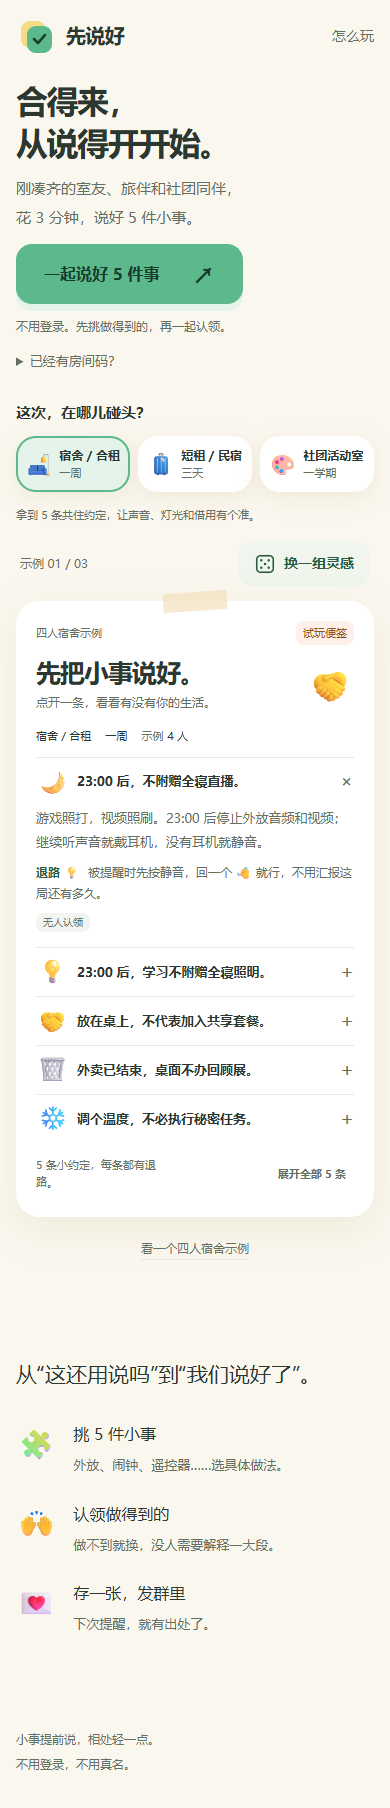 先说好
怎么玩
合得来，
从说得开开始。
刚凑齐的室友、旅伴和社团同伴，
花 3 分钟，说好 5 件小事。
一起说好 5 件事 ↗
不用登录。先挑做得到的，再一起认领。
▶ 已经有房间码？
这次，在哪儿碰头？
宿舍 / 合租
一周
短租 / 民宿
三天
社团活动室
一学期
拿到 5 条共住约定，让声音、灯光和借用有个准。
示例 01 / 03
换一组灵感
四人宿舍示例
试玩便签
先把小事说好。
点开一条，看看有没有你的生活。
宿舍 / 合租 一周 示例 4 人
23:00 后，不附赠全寝直播。 ×
游戏照打，视频照刷。23:00 后停止外放音频和视频；
继续听声音就戴耳机，没有耳机就静音。
退路 💡 被提醒时先按静音，回一个 👌 就行，不用汇报这
局还有多久。
无人认领
23:00 后，学习不附赠全寝照明。 +
放在桌上，不代表加入共享套餐。 +
外卖已结束，桌面不办回顾展。 +
调个温度，不必执行秘密任务。 +
5 条小约定，每条都有退
路。
展开全部 5 条
看一个四人宿舍示例
从“这还用说吗”到“我们说好了”。
挑 5 件小事
外放、闹钟、遥控器……选具体做法。
认领做得到的
做不到就换，没人需要解释一大段。
存一张，发群里
下次提醒，就有出处了。
小事提前说，相处轻一点。
不用登录，不用真名。